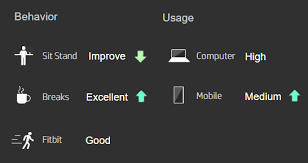 Behavior
Usage
Sit Stand Improve
Computer High
Breaks Excellent
Mobile Medium
Fitbit Good